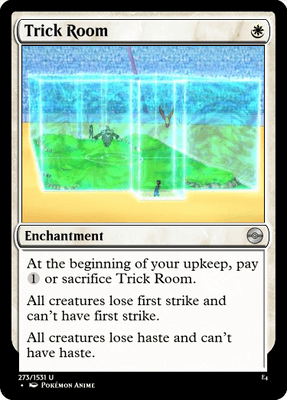 Trick Room
Enchantment
At the beginning of your upkeep, pay
1 or sacrifice Trick Room.
All creatures lose first strike and
can't have first strike.
All creatures lose haste and can't
have haste.
273/1531 U
E4
• Pokémon Anime